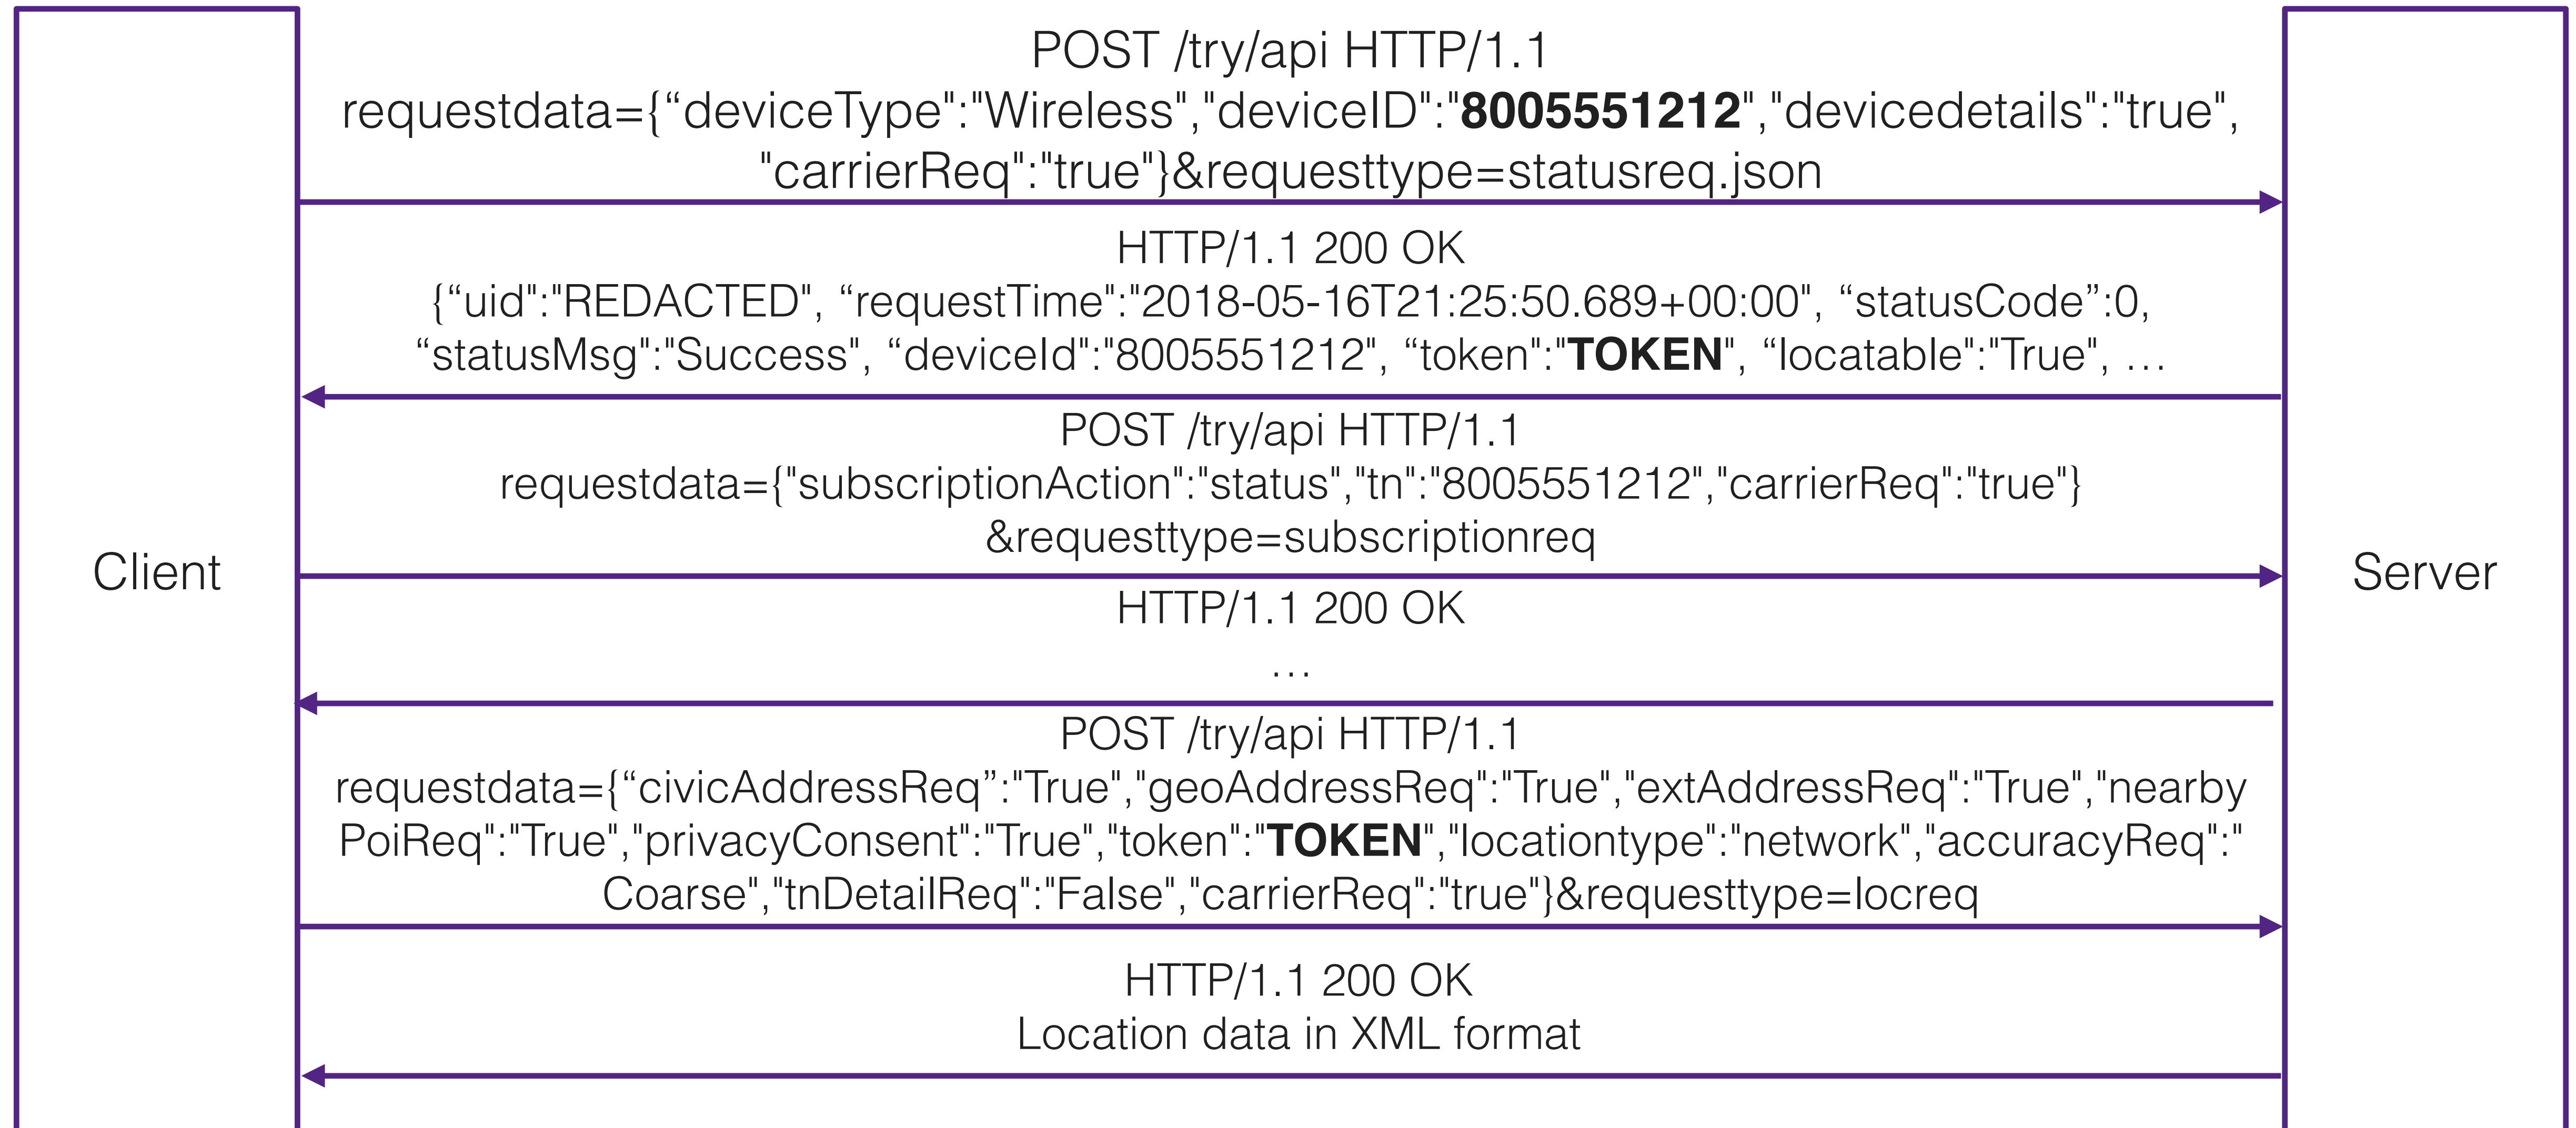 POST /try/api HTTP/1.1
requestdata={“deviceType":"Wireless","deviceID":"8005551212","devicedetails":"true",
"carrierReq":"true"}&requesttype=statusreq.json
HTTP/1.1 200 OK
{“uid":"REDACTED", “requestTime":"2018-05-16T21:25:50.689+00:00", “statusCode”:0,
“statusMsg":"Success", “deviceId":"8005551212", “token":"TOKEN", “locatable":"True", …
POST /try/api HTTP/1.1
requestdata={"subscriptionAction":"status","tn":"8005551212","carrierReq":"true"}
&requesttype=subscriptionreq
Client
Server
HTTP/1.1 200 OK
…
POST /try/api HTTP/1.1
requestdata={“civicAddressReq”:"True","geoAddressReq":"True","extAddressReq":"True","nearby
PoiReq":"True","privacyConsent":"True","token":"TOKEN","locationtype":"network","accuracyReq":"
Coarse","tnDetailReq":"False","carrierReq":"true"}&requesttype=locreq
HTTP/1.1 200 OK
Location data in XML format